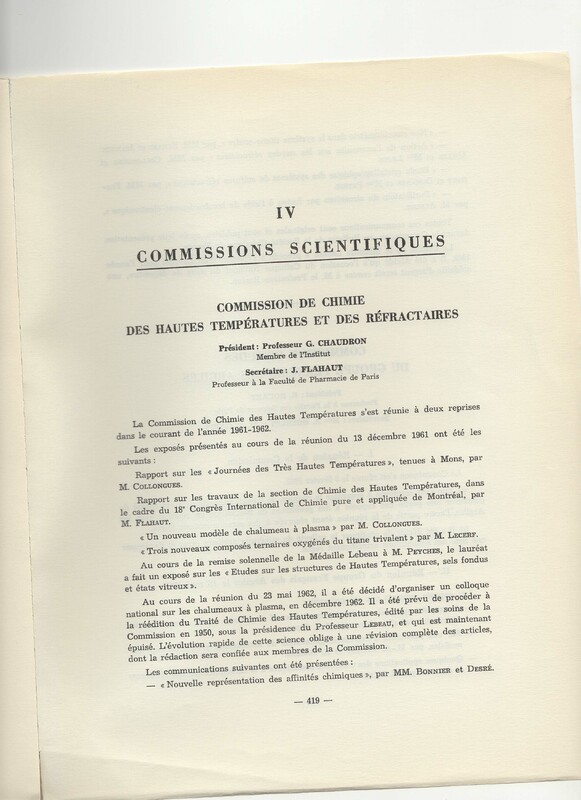 IV
COMMISSIONS SCIENTIFIQUES
COMMISSION DE CHIMIE
DES HAUTES TEMPÉRATURES ET DES RÉFRACTAIRES
Président : Professeur G. CHAUDRON
Membre de l'Institut
Secrétaire : J. FLAHAUT
Professeur à la Faculté de Pharmacie de Paris
La Commission de Chimie des Hautes Températures s'est réunie à deux reprises
dans le courant de l'année 1961-1962.
Les exposés présentés au cours de la réunion du 13 décembre 1961 ont été les
suivants :
Rapport sur les « Journées des Très Hautes Températures », tenues à Mons, par
M. COLLONGUES.
Rapport sur les travaux de la section de Chimie des Hautes Températures, dans
le cadre du 18e Congrès International de Chimie pure et appliquée de Montréal, par
M. FLAHAUT.
« Un nouveau modèle de chalumeau à plasma » par M. COLLONGUES.
« Trois nouveaux composés ternaires oxygénés du titane trivalent » par M. LECERF.
Au cours de la remise solennelle de la Médaille Lebeau à M. PEYCHES, le lauréat
a fait un exposé sur les « Etudes sur les structures de Hautes Températures, sels fondus
et états vitreux ».
Au cours de la réunion du 23 mai 1962, il a été décidé d'organiser un colloque
national sur les chalumeaux à plasma, en décembre 1962. Il a été prévu de procéder à
la réédition du Traité de Chimie des Hautes Températures, édité par les soins de la
Commission en 1950, sous la présidence du Professeur LEBEAU, et qui est maintenant
épuisé. L'évolution rapide de cette science oblige à une révision complète des articles,
dont la rédaction sera confiée aux membres de la Commission.
Les communications suivantes ont été présentées :
— « Nouvelle représentation des affinités chimiques », par MM. BONNIER et DESRÉ.
— 419 —